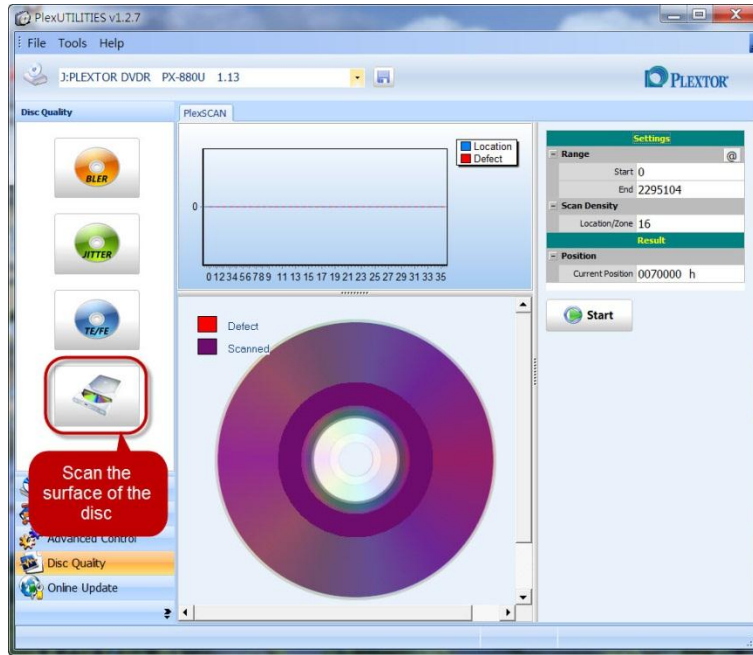 PlexUTILITIES v1.2.7
File Tools Help
J:PLEXTOR DVDR PX-880U 1.13
PLEXTOR
Disc Quality
PlexSCAN
BLER
JITTER
TE/FE
Scan the
surface of the
disc
Advanced Control
Disc Quality
Online Update
Location
Defect
0
0 1 2 3 4 5 6 7 8 9 11 13 15 17 19 21 23 25 27 29 31 33 35
Defect
Scanned
Settings
Range @
Start 0
End 2295104
Scan Density
Location/Zone 16
Result
Position
Current Position 0070000 h
Start